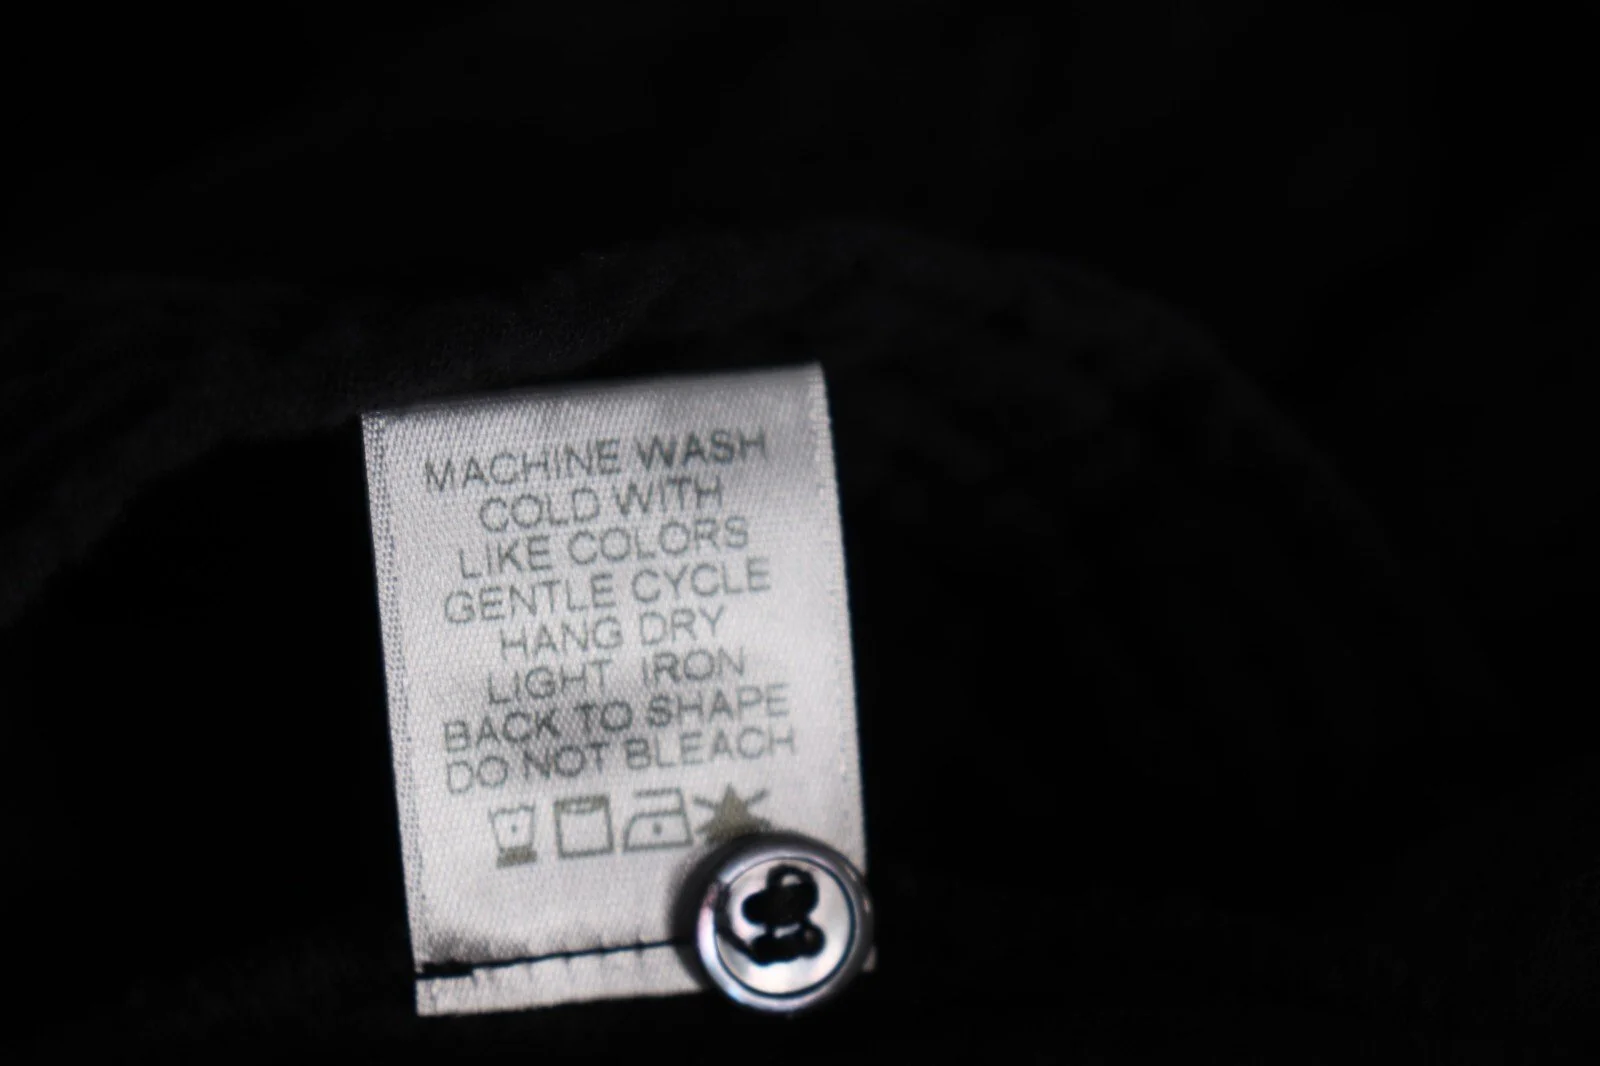 MACHINE WASH
COLD WITH
LIKE COLORS
GENTLE CYCLE
HANG DRY
LIGHT IRON
BACK TO SHAPE
DO NOT BLEACH